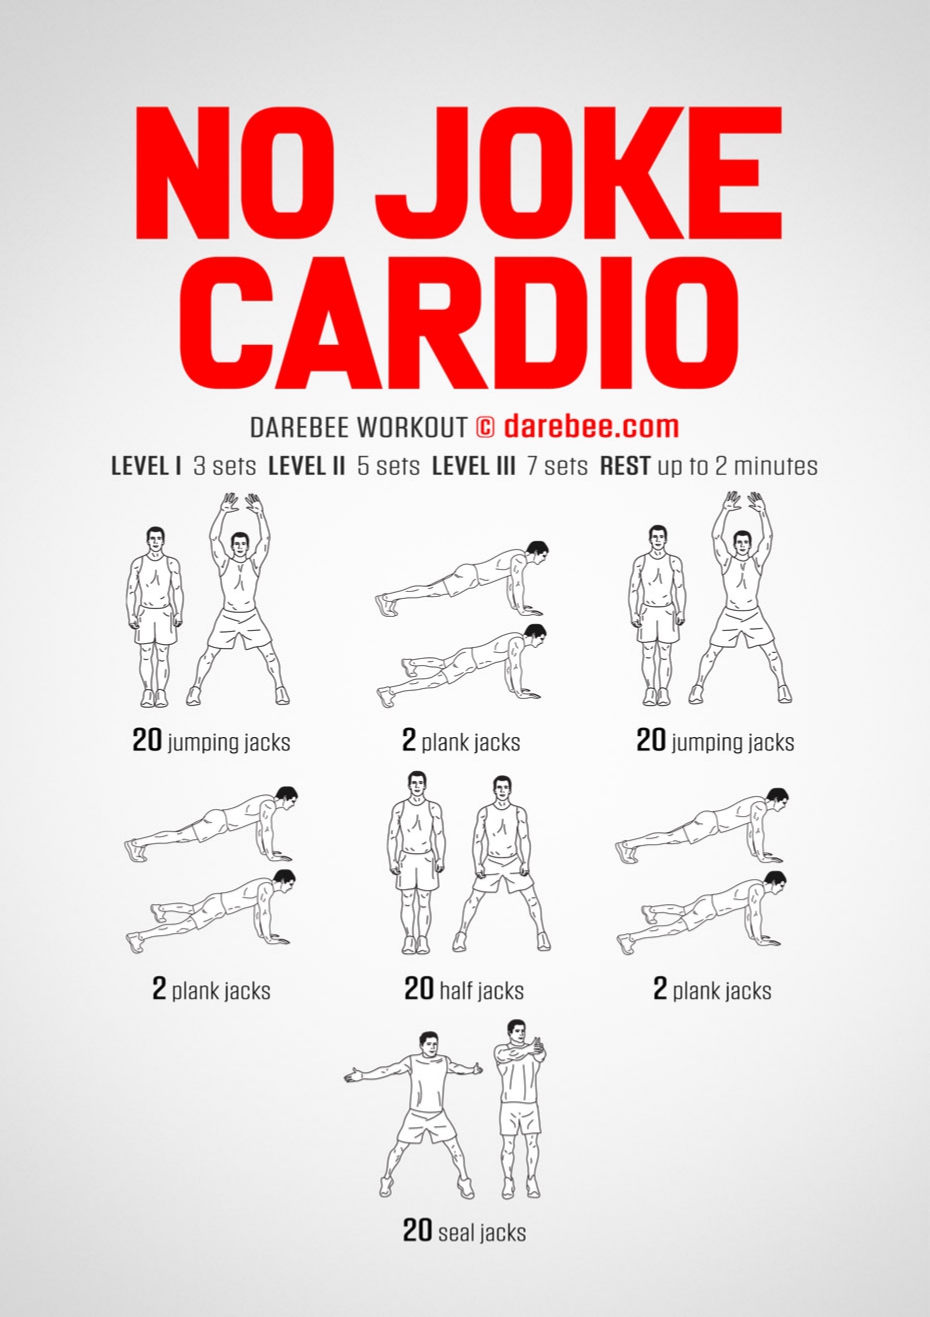 NO JOKE
CARDIO
DAREBEE WORKOUT © darebee.com
LEVEL I 3 sets LEVEL II 5 sets LEVEL III 7 sets REST up to 2 minutes
20 jumping jacks
2 plank jacks
20 jumping jacks
2 plank jacks
20 half jacks
2 plank jacks
20 seal jacks